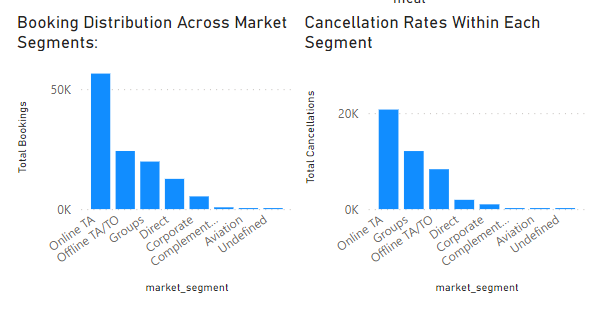 Booking Distribution Across Market
Segments:
Total Bookings
50K
0K
Online TA
Offline TA/TO
Groups
Direct
Corporate
Complement...
Aviation
Undefined
market_segment
Cancellation Rates Within Each
Segment
Total Cancellations
20K
0K
Online TA
Groups
Offline TA/TO
Direct
Corporate
Complement...
Aviation
Undefined
market_segment